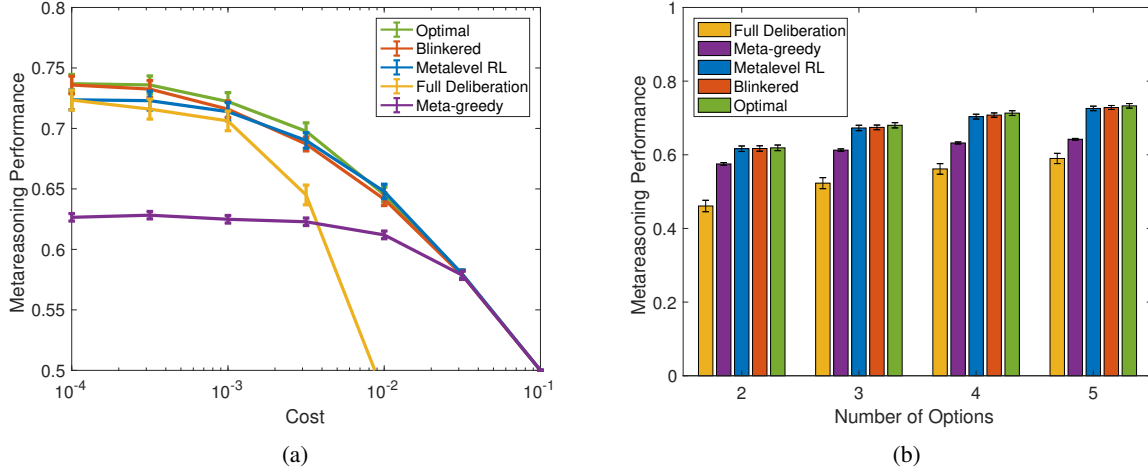 0.8
0.75
0.7
0.65
0.6
0.55
0.5
Metareasoning Performance
10^-4
10^-3
10^-2
10^-1
Cost
Optimal
Blinkered
Metalevel RL
Full Deliberation
Meta-greedy
(a)
1
0.8
0.6
0.4
0.2
0
Metareasoning Performance
2
3
4
5
Number of Options
Full Deliberation
Meta-greedy
Metalevel RL
Blinkered
Optimal
(b)